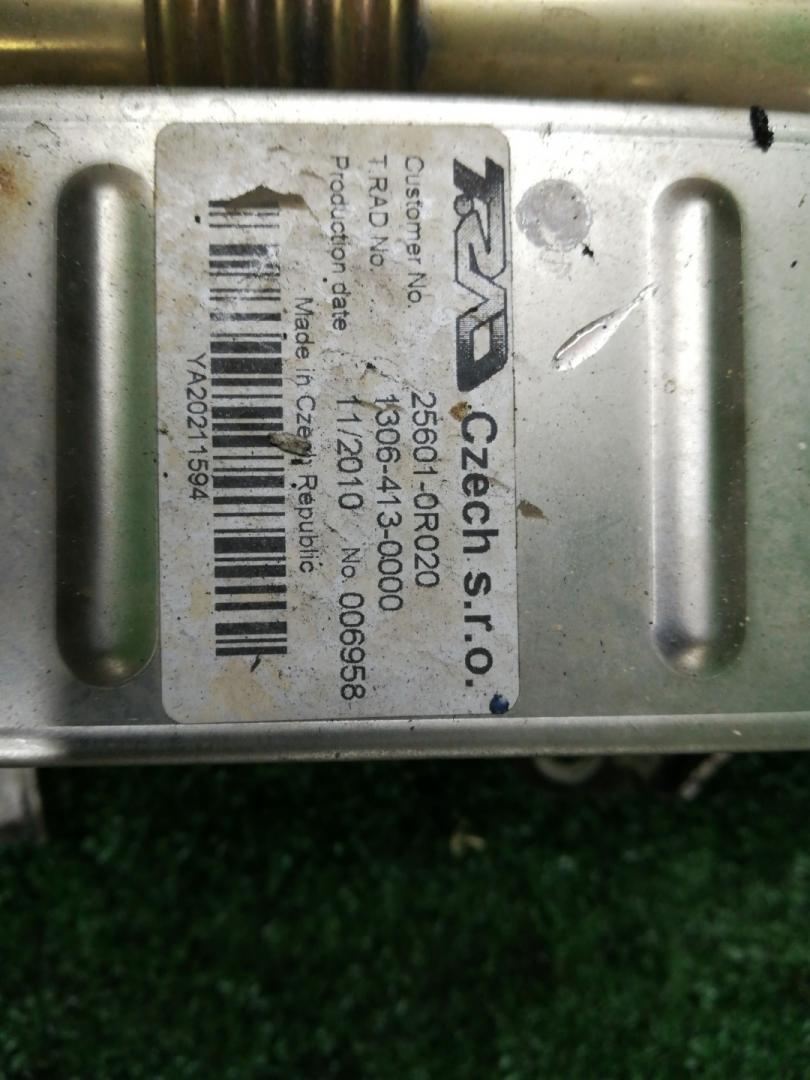 TRAD Czech s.r.o.
Customer No. 25601-0R020
T.RAD No. 1306-413-0000
Production date 11/2010 No. 006958
Made in Czech Republic
YA20211594